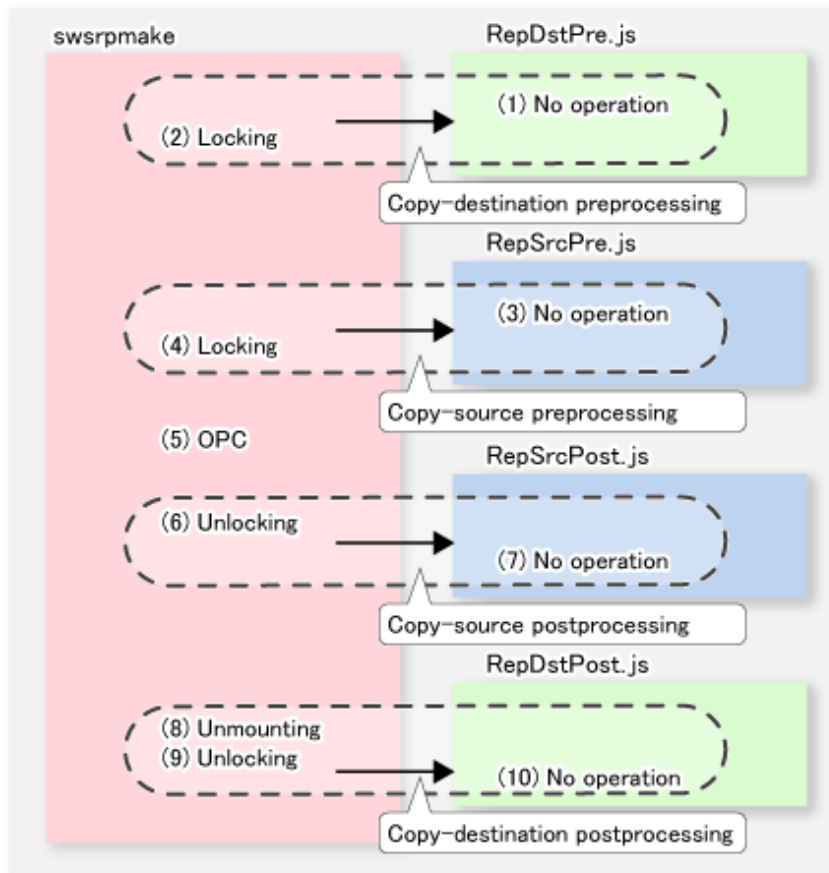 swsrpmake
RepDstPre.js
(1) No operation
(2) Locking
Copy-destination preprocessing
RepSrcPre.js
(3) No operation
(4) Locking
Copy-source preprocessing
(5) OPC
RepSrcPost.js
(6) Unlocking
(7) No operation
Copy-source postprocessing
RepDstPost.js
(8) Unmounting
(9) Unlocking
(10) No operation
Copy-destination postprocessing